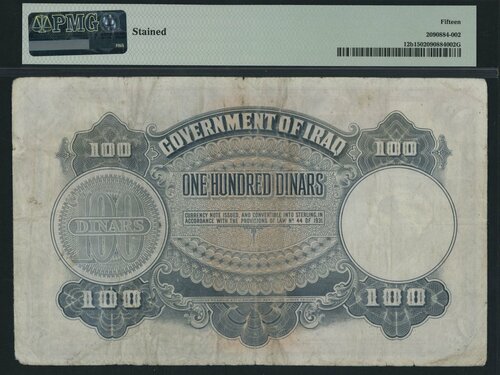 PMG
Stained
Fifteen
2090884-002
12b1502090884002G
GOVERNMENT OF IRAQ
100
100
ONE HUNDRED DINARS
CURRENCY NOTE ISSUED, AND CONVERTIBLE INTO STERLING, IN
ACCORDANCE WITH THE PROVISIONS OF LAW Nº 44 OF 1931
100
DINARS
100
100